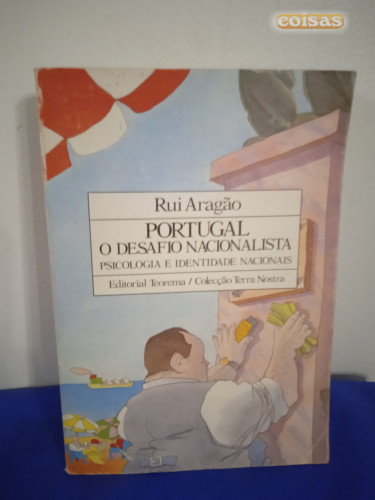 coisas
Rui Aragão
PORTUGAL
O DESAFIO NACIONALISTA
PSICOLOGIA E IDENTIDADE NACIONAIS
Editorial Teorema / Colecção Terra Nostra